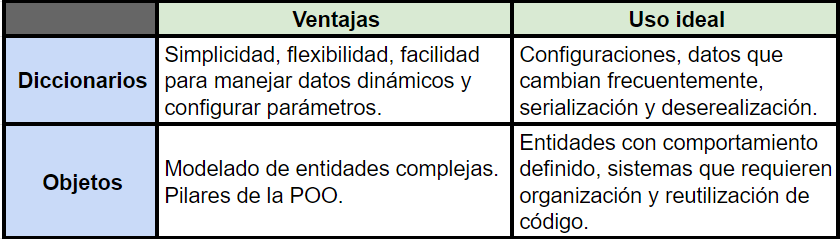 Ventajas
Uso ideal
Diccionarios
Simplicidad, flexibilidad, facilidad
para manejar datos dinámicos y
configurar parámetros.
Configuraciones, datos que
cambian frecuentemente,
serialización y deserealización.
Objetos
Modelado de entidades complejas.
Pilares de la POO.
Entidades con comportamiento
definido, sistemas que requieren
organización y reutilización de
código.